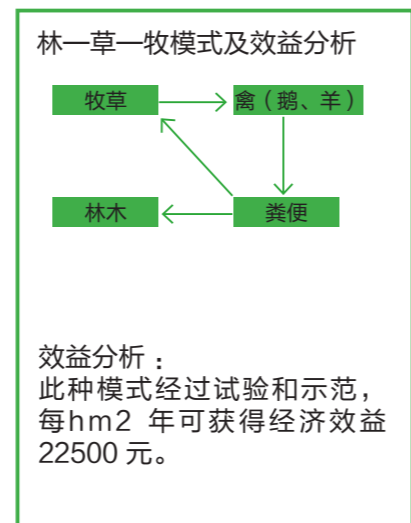 林一草一牧模式及效益分析
牧草
禽（鹅、羊）
林木
粪便
效益分析：
此种模式经过试验和示范，
每hm2 年可获得经济效益
22500 元。